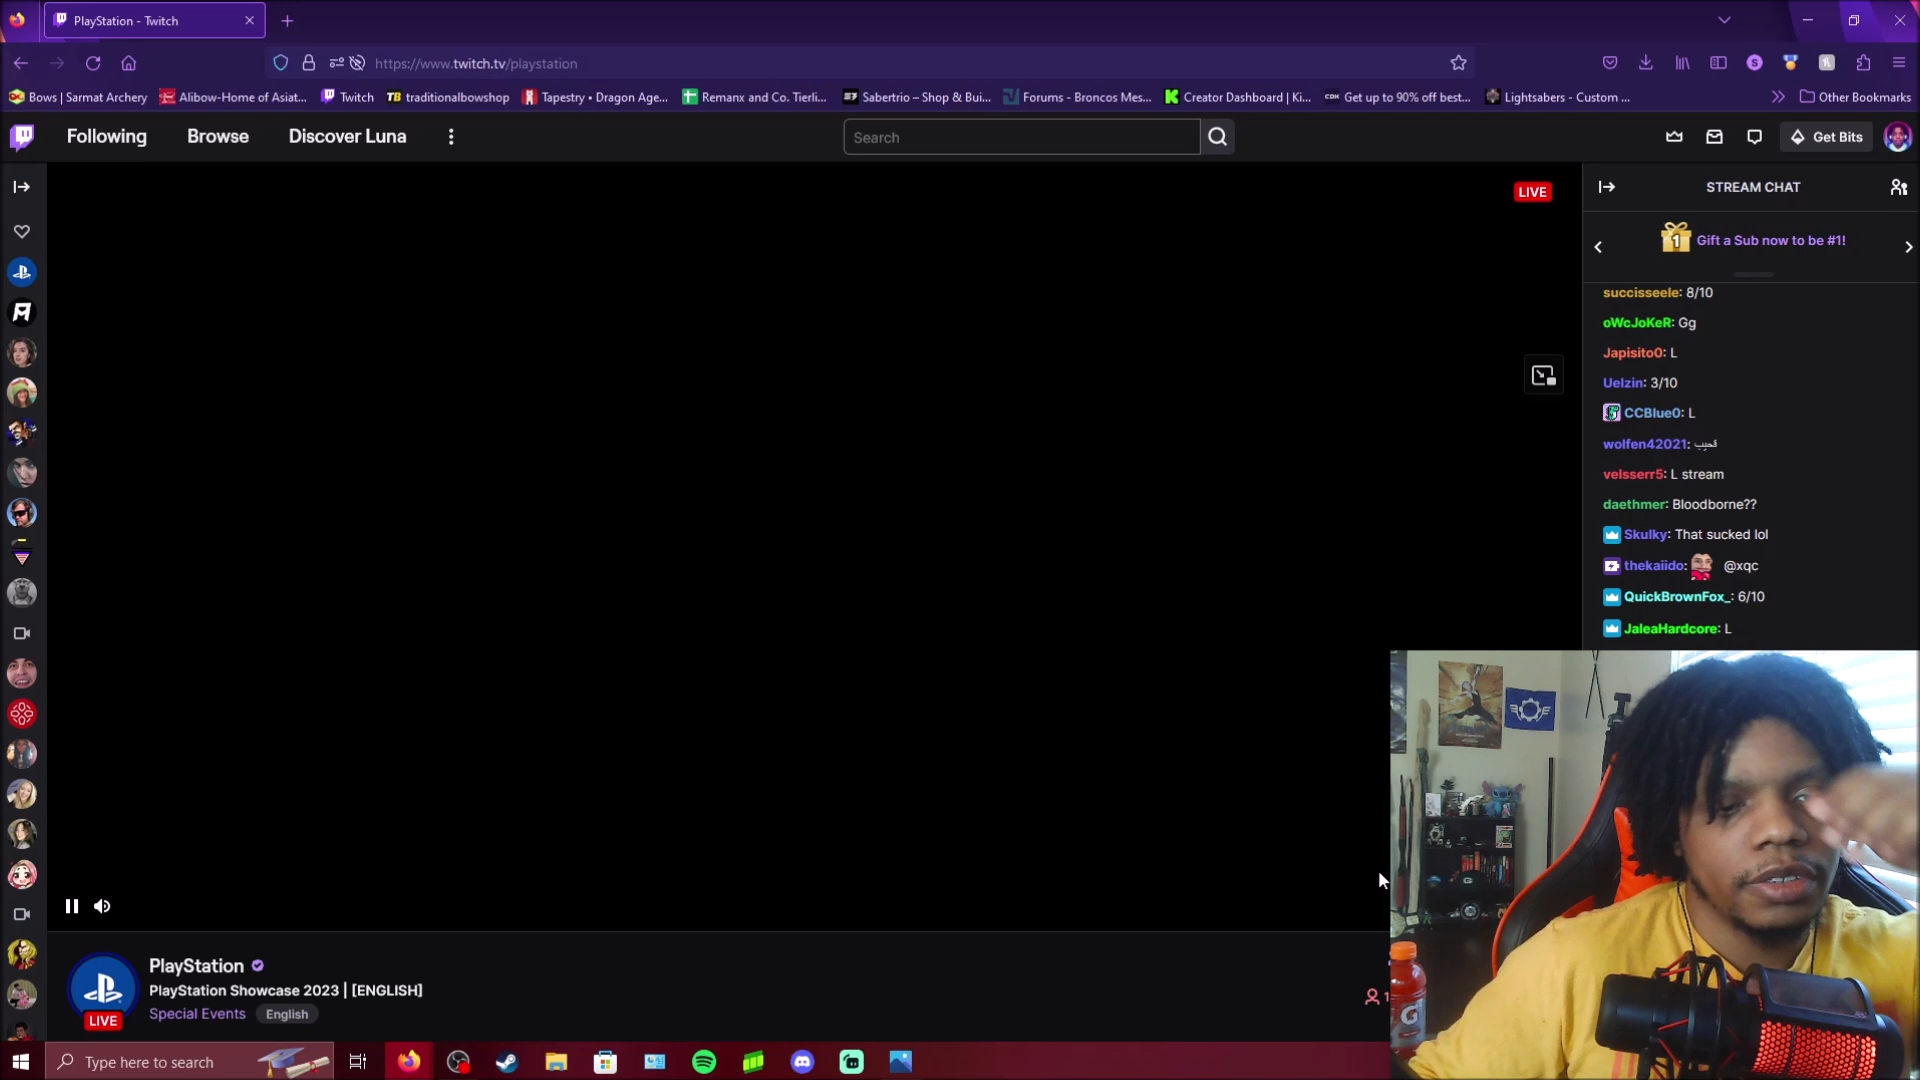 PlayStation - Twitch
https://www.twitch.tv/playstation
Bows | Sarmat Archery
Alibow-Home of Asiat...
Twitch
TB traditionalbowshop
Tapestry • Dragon Age...
Remanx and Co. Tierli...
Sabertrio – Shop & Bui...
Forums - Broncos Mes...
Creator Dashboard | Ki...
Get up to 90% off best...
Lightsabers - Custom ...
Other Bookmarks
Following
Browse
Discover Luna
Search
Get Bits
LIVE
STREAM CHAT
1
Gift a Sub now to be #1!
succisseele: 8/10
oWcJoKeR: Gg
Japisito0: L
Uelzin: 3/10
CCBlue0: L
wolfen42021:
velsserr5: L stream
daethmer: Bloodborne??
Skulky: That sucked lol
thekaiido: @xqc
QuickBrownFox_: 6/10
JaleaHardcore: L
PlayStation
PlayStation Showcase 2023 | [ENGLISH]
LIVE
Special Events
English
Type here to search